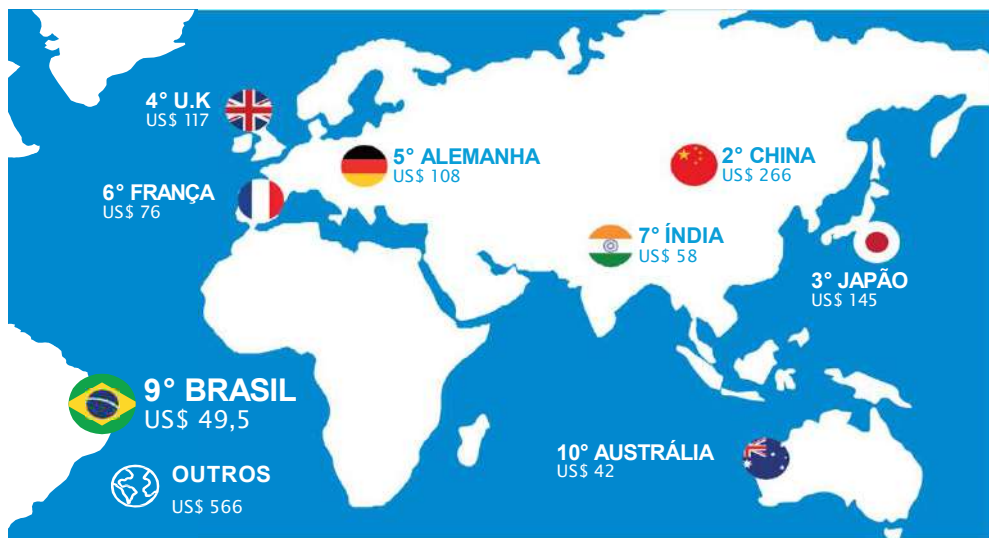 4° U.K
US$ 117
5° ALEMANHA
US$ 108
2° CHINA
US$ 266
6° FRANÇA
US$ 76
7° ÍNDIA
US$ 58
3° JAPÃO
US$ 145
9° BRASIL
US$ 49,5
10° AUSTRÁLIA
US$ 42
OUTROS
US$ 566